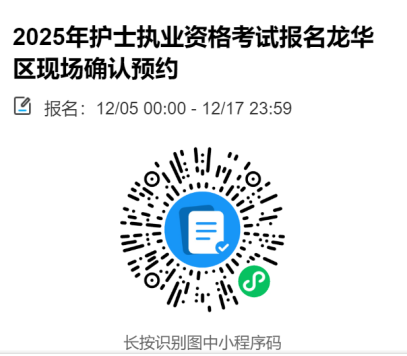 2025年护士执业资格考试报名龙华
区现场确认预约
报名：12/05 00:00 - 12/17 23:59
长按识别图中小程序码